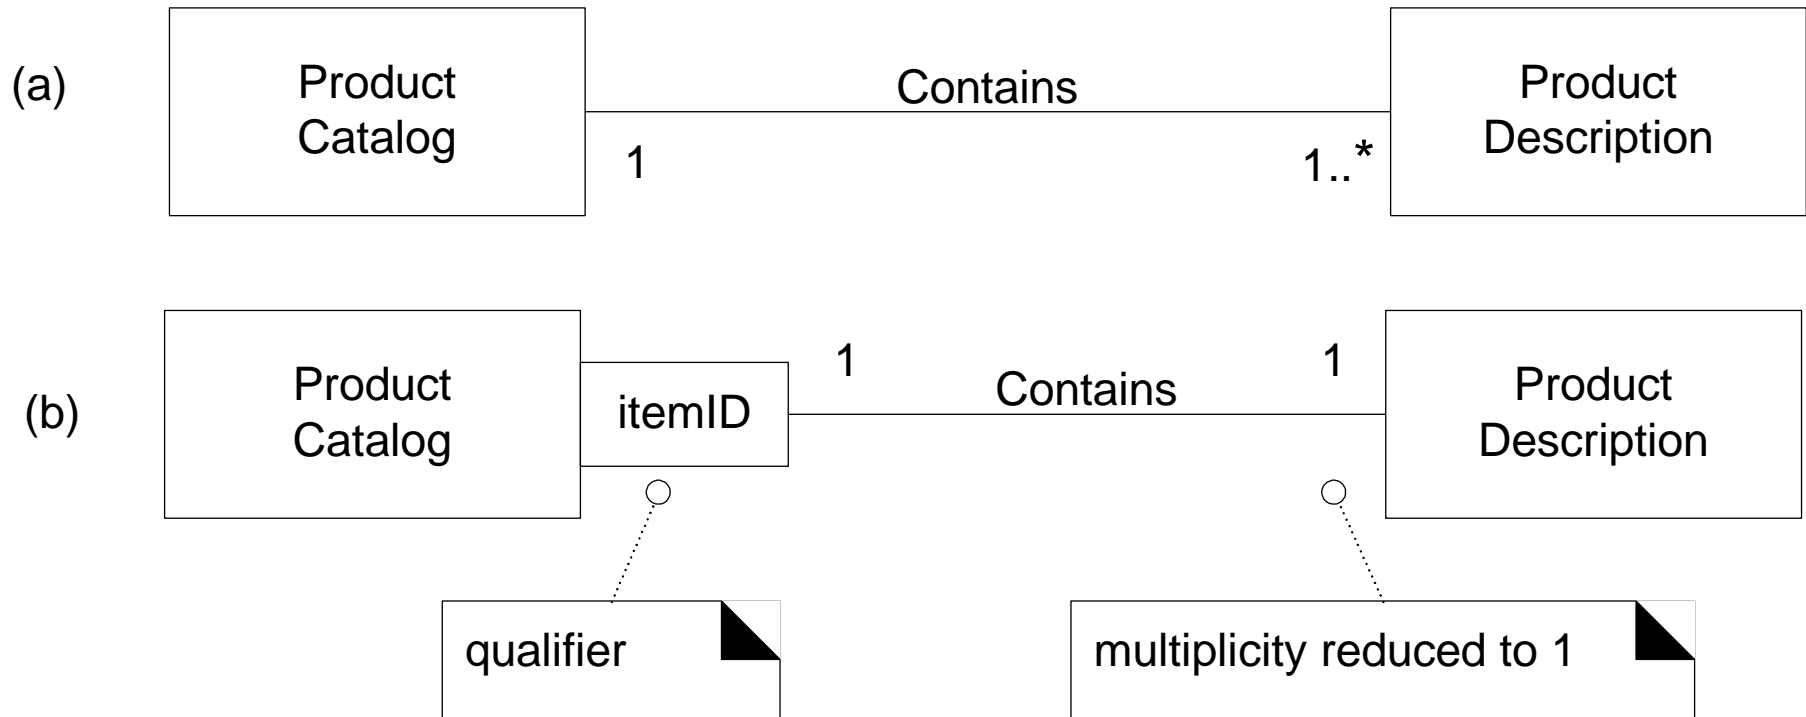 (a)
Product
Catalog
Contains
1
1..*
Product
Description
(b)
Product
Catalog
itemID
1
Contains
1
Product
Description
qualifier
multiplicity reduced to 1